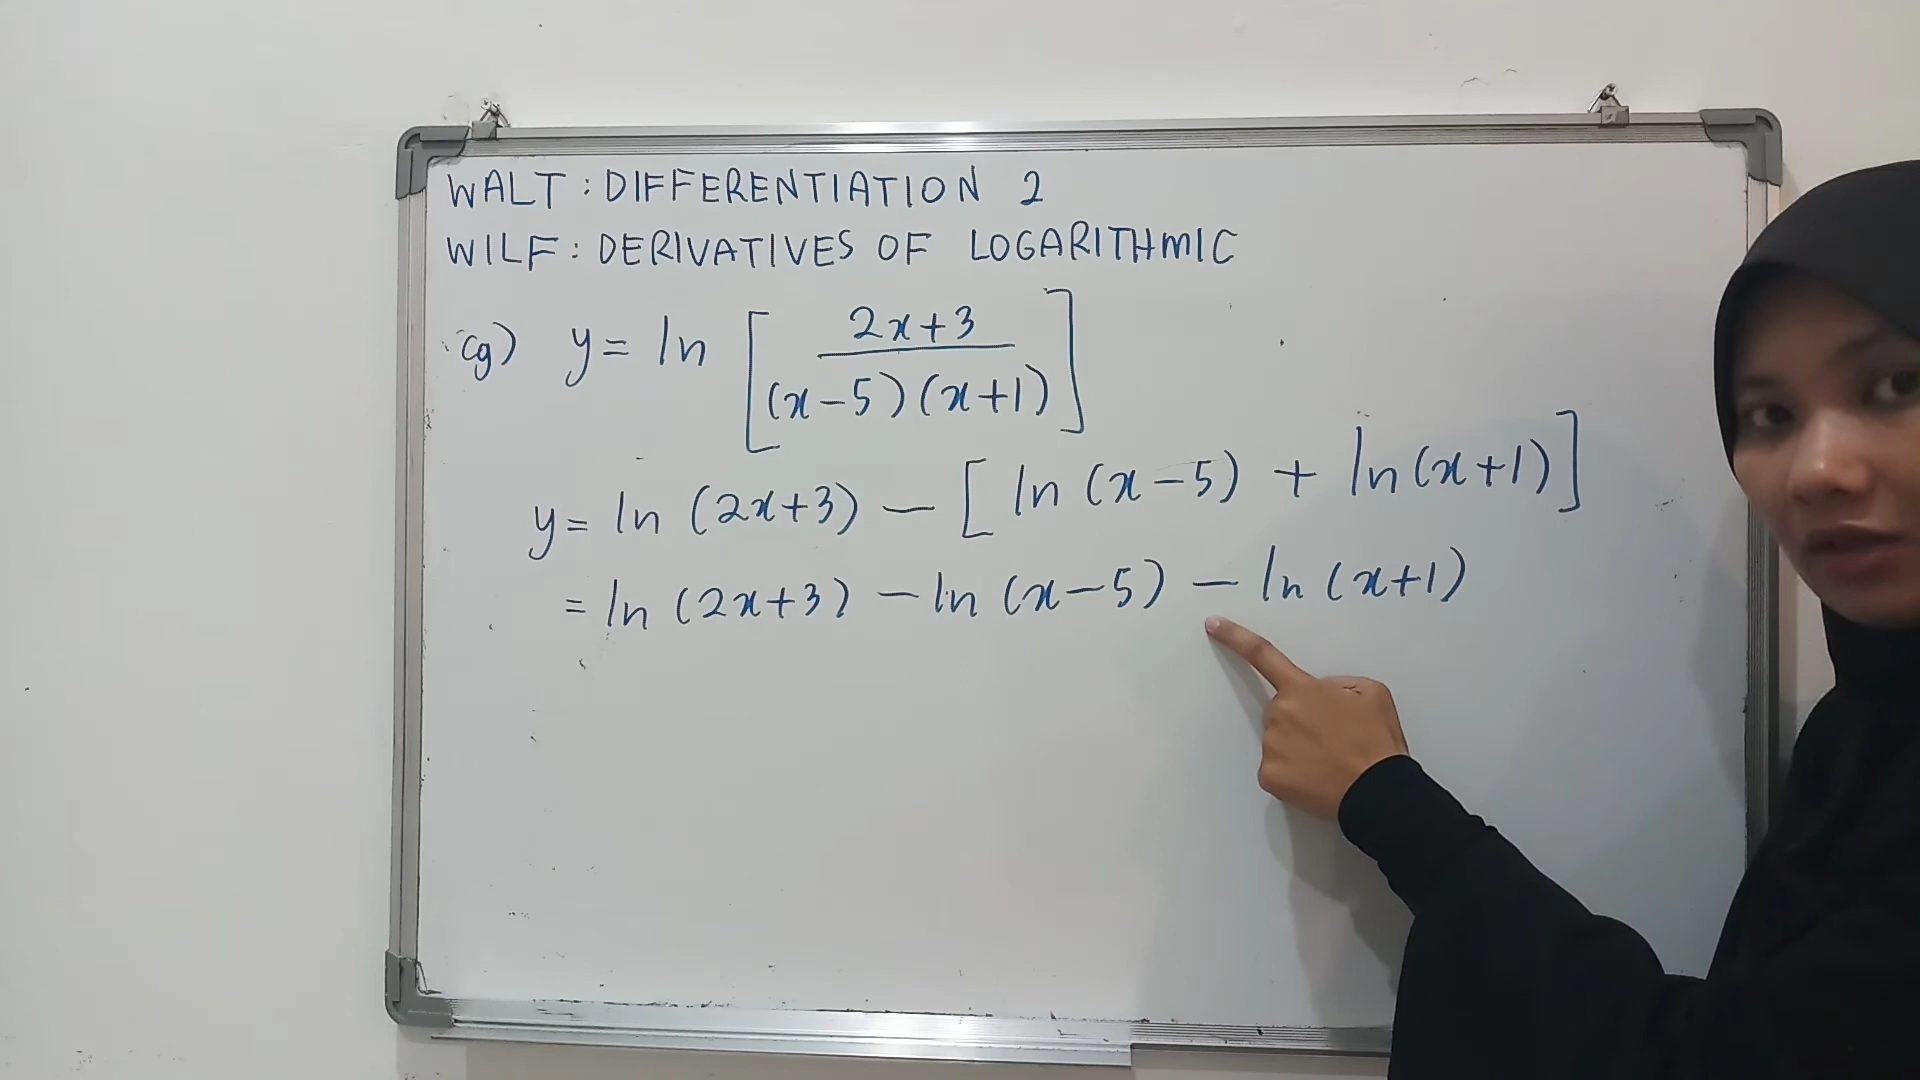 WALT : DIFFERENTIATION 2
WILF : DERIVATIVES OF LOGARITHMIC
(g) y = ln [ 2x+3 / (x-5)(x+1) ]
y = ln (2x+3) - [ ln (x-5) + ln (x+1) ]
= ln (2x+3) - ln (x-5) - ln (x+1)